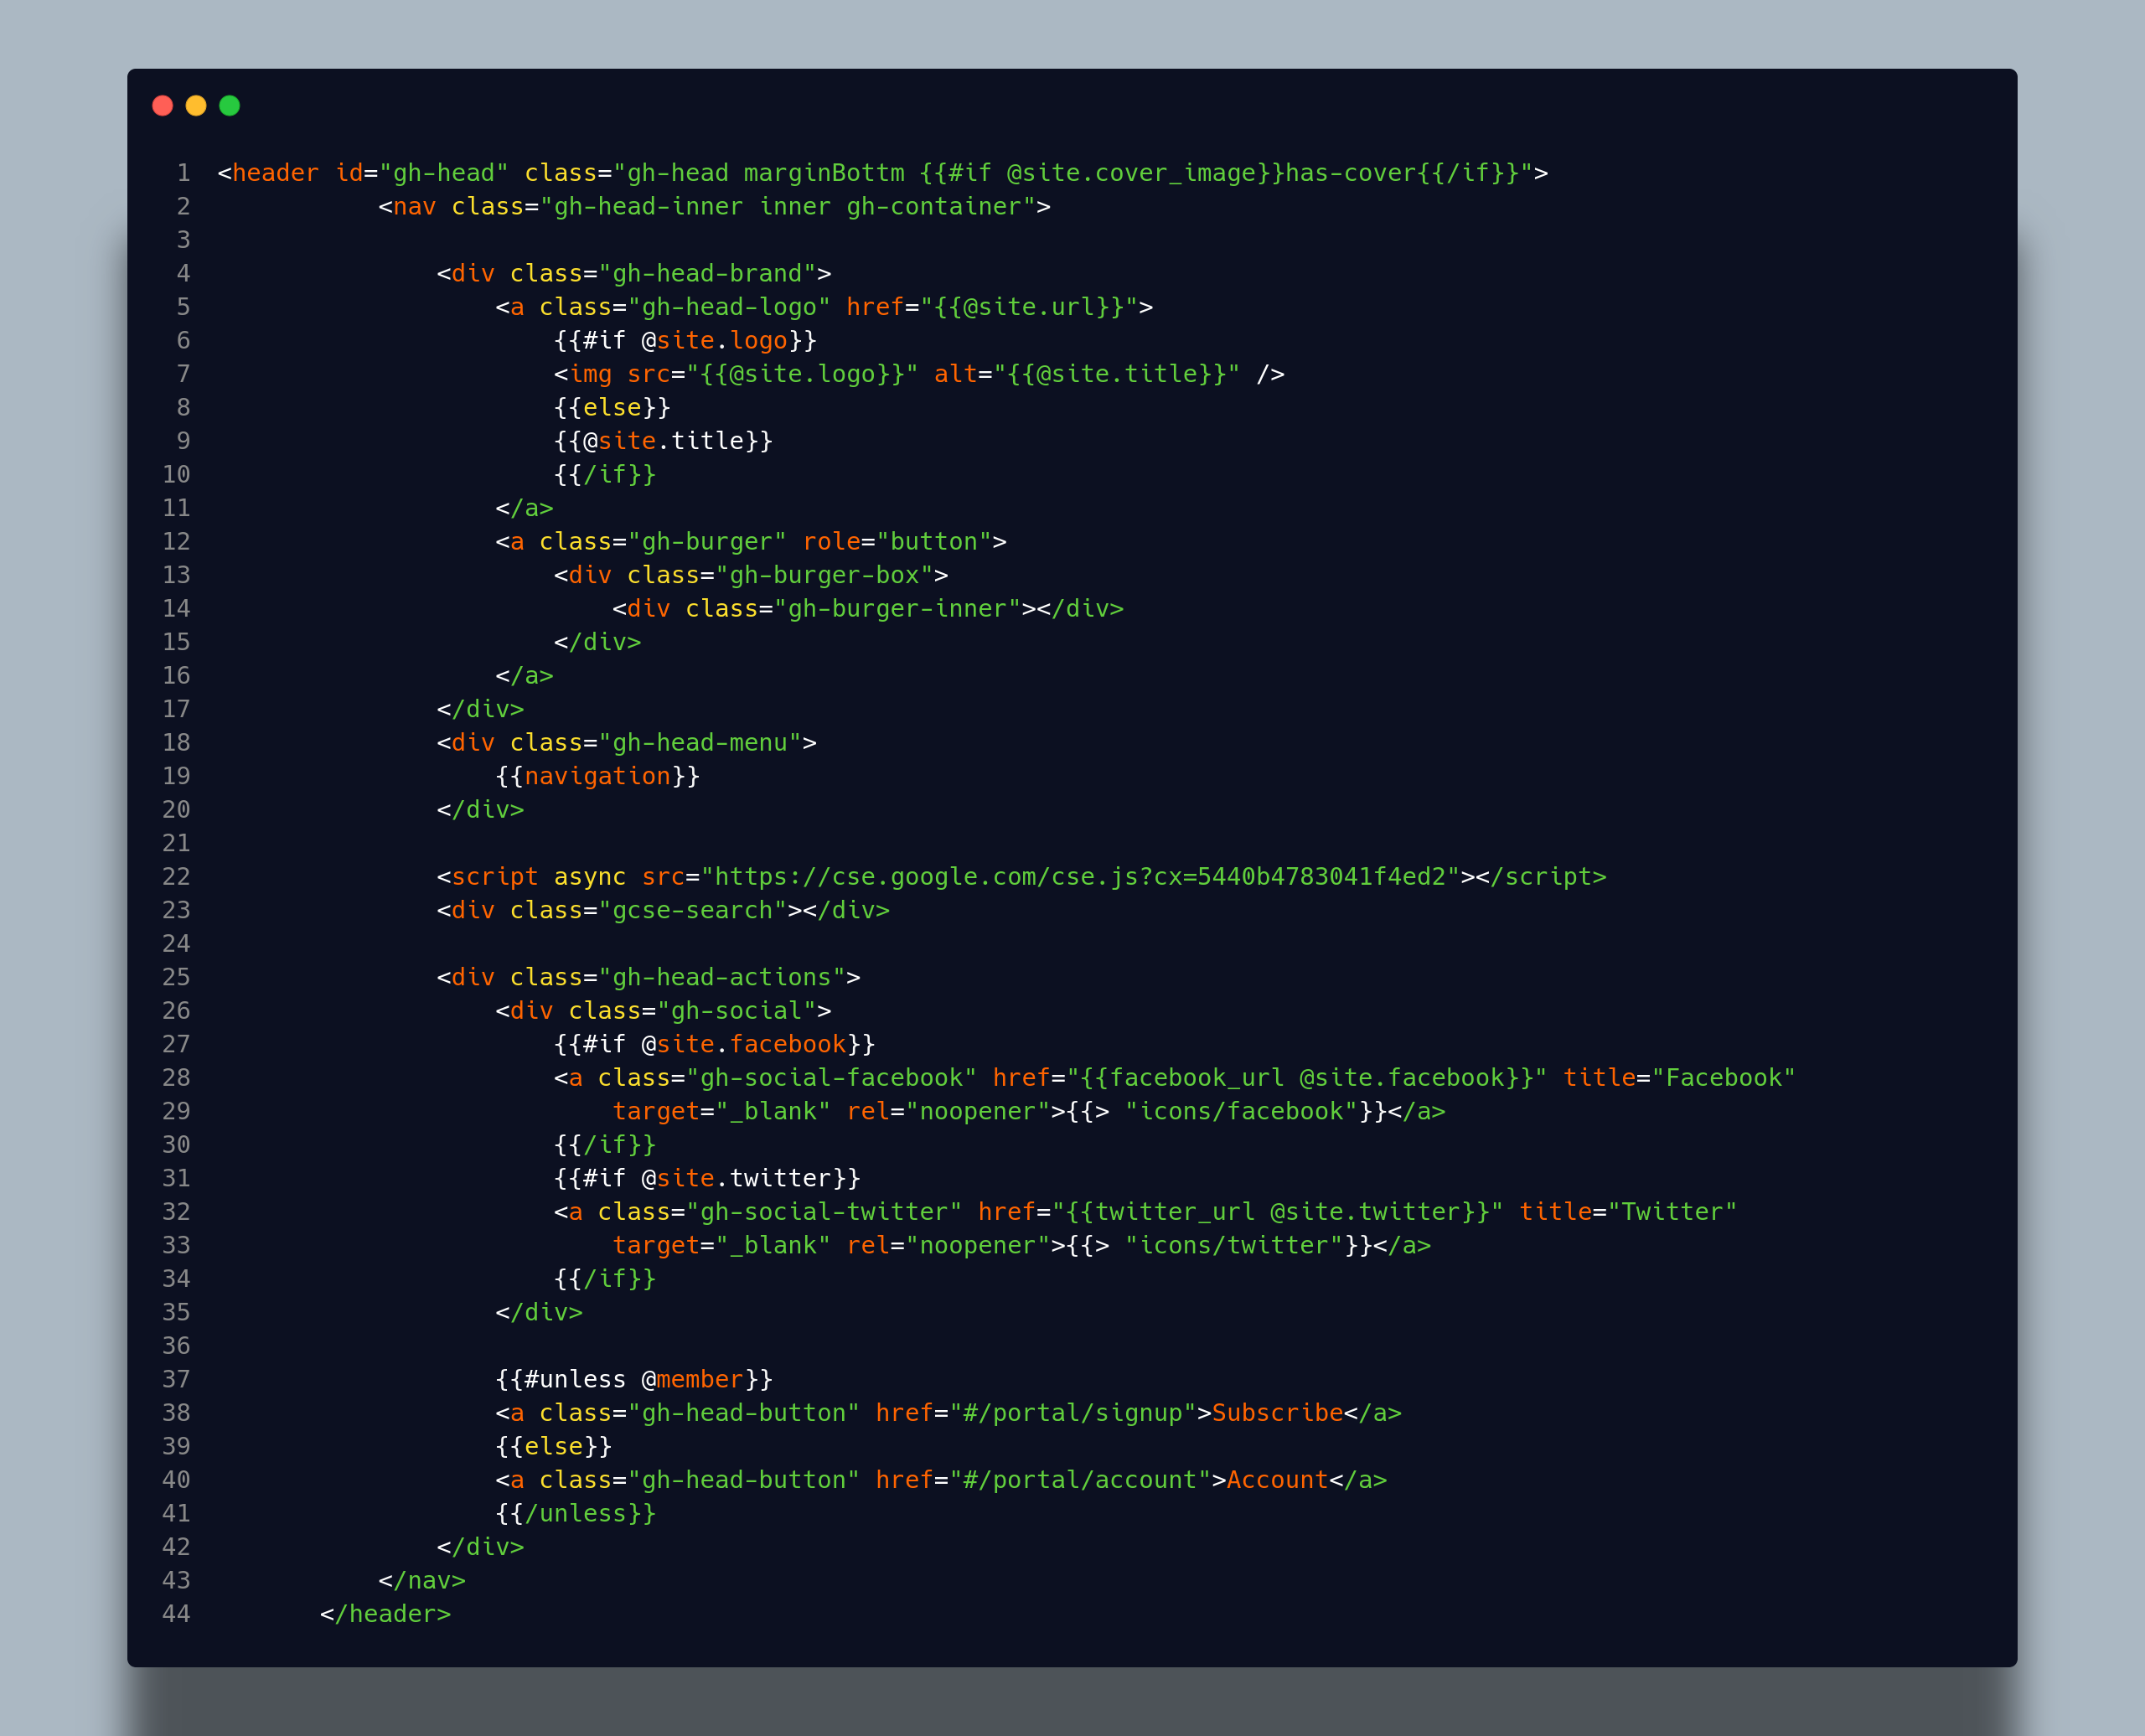 1 <header id="gh-head" class="gh-head marginBottm {{#if @site.cover_image}}has-cover{{/if}}">
2 <nav class="gh-head-inner inner gh-container">
3
4 <div class="gh-head-brand">
5 <a class="gh-head-logo" href="{{@site.url}}">
6 {{#if @site.logo}}
7 <img src="{{@site.logo}}" alt="{{@site.title}}" />
8 {{else}}
9 {{@site.title}}
10 {{/if}}
11 </a>
12 <a class="gh-burger" role="button">
13 <div class="gh-burger-box">
14 <div class="gh-burger-inner"></div>
15 </div>
16 </a>
17 </div>
18 <div class="gh-head-menu">
19 {{navigation}}
20 </div>
21
22 <script async src="https://cse.google.com/cse.js?cx=5440b4783041f4ed2"></script>
23 <div class="gcse-search"></div>
24
25 <div class="gh-head-actions">
26 <div class="gh-social">
27 {{#if @site.facebook}}
28 <a class="gh-social-facebook" href="{{facebook_url @site.facebook}}" title="Facebook"
29 target="_blank" rel="noopener">{{> "icons/facebook"}}</a>
30 {{/if}}
31 {{#if @site.twitter}}
32 <a class="gh-social-twitter" href="{{twitter_url @site.twitter}}" title="Twitter"
33 target="_blank" rel="noopener">{{> "icons/twitter"}}</a>
34 {{/if}}
35 </div>
36
37 {{#unless @member}}
38 <a class="gh-head-button" href="#/portal/signup">Subscribe</a>
39 {{else}}
40 <a class="gh-head-button" href="#/portal/account">Account</a>
41 {{/unless}}
42 </div>
43 </nav>
44 </header>